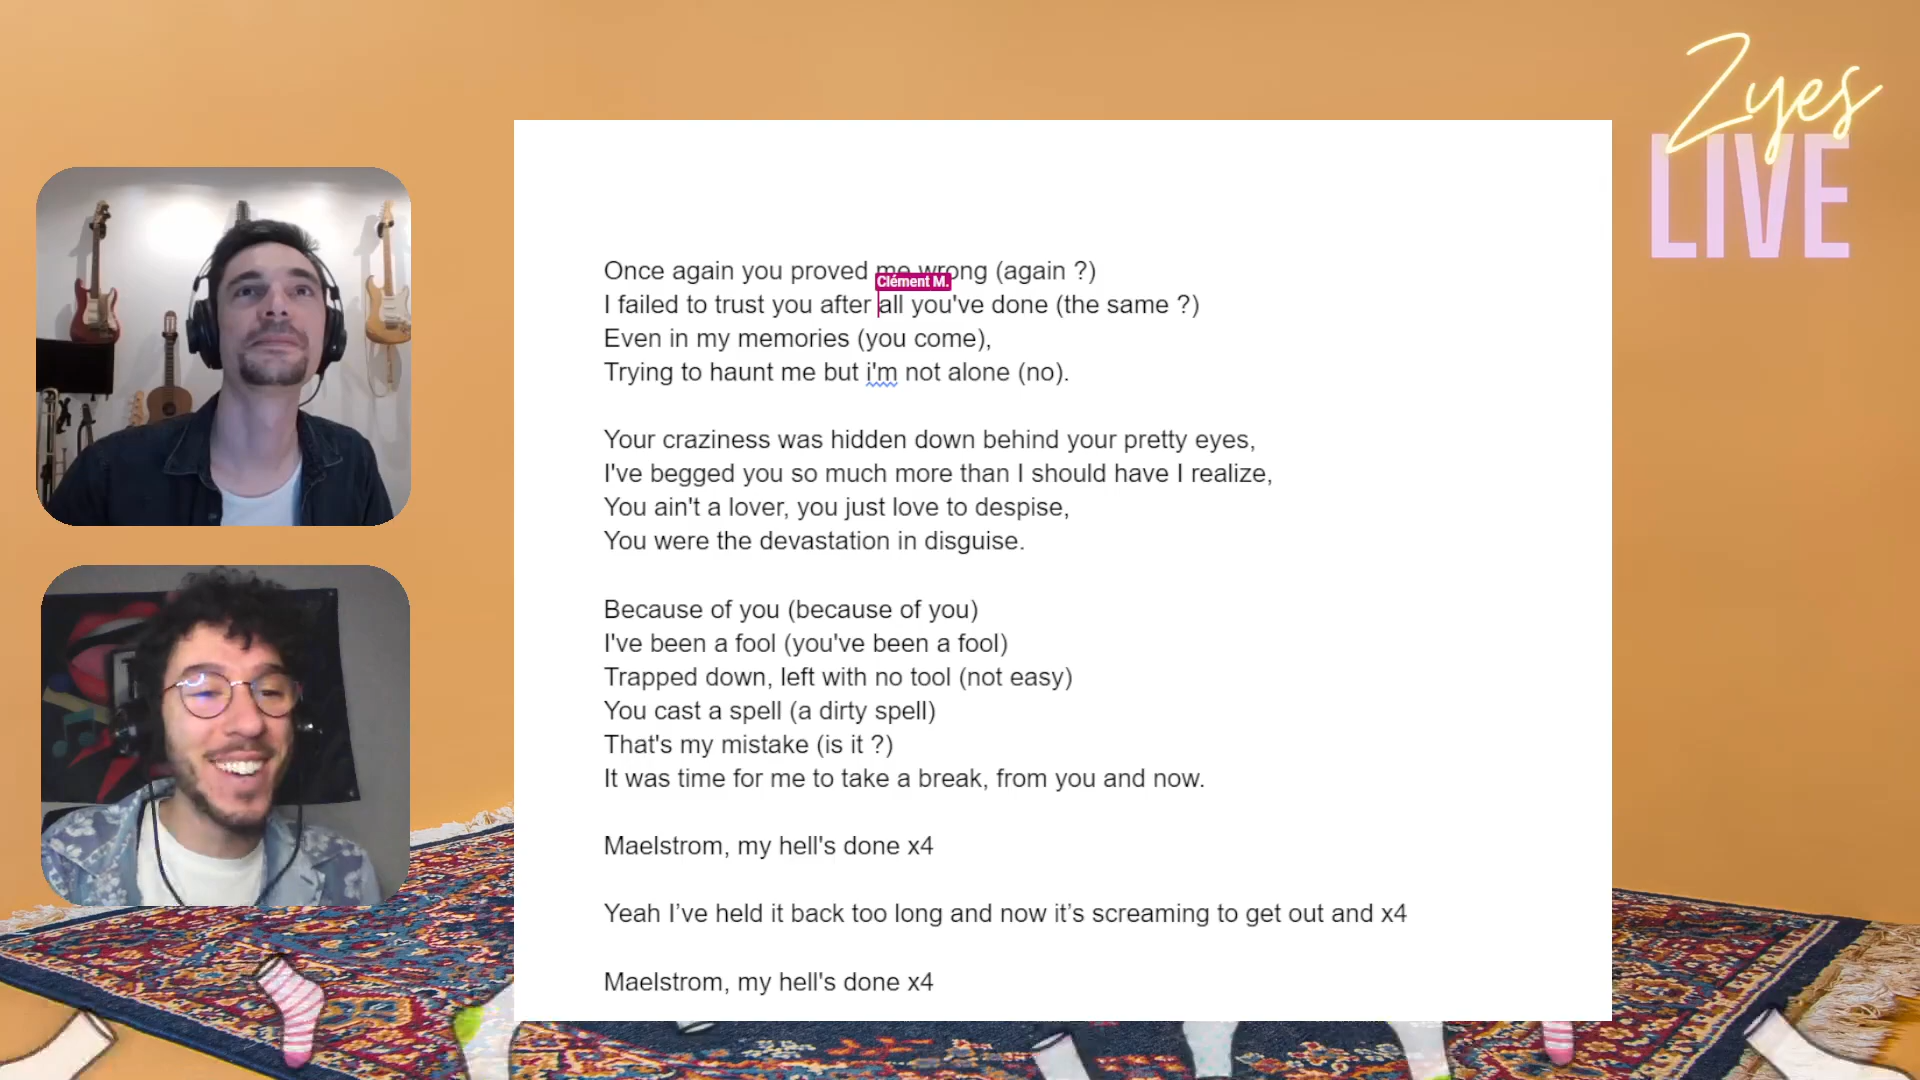 Zyes
LIVE
Once again you proved me wrong (again ?)
Clément M.
I failed to trust you after all you've done (the same ?)
Even in my memories (you come),
Trying to haunt me but i'm not alone (no).
Your craziness was hidden down behind your pretty eyes,
I've begged you so much more than I should have I realize,
You ain't a lover, you just love to despise,
You were the devastation in disguise.
Because of you (because of you)
I've been a fool (you've been a fool)
Trapped down, left with no tool (not easy)
You cast a spell (a dirty spell)
That's my mistake (is it ?)
It was time for me to take a break, from you and now.
Maelstrom, my hell's done x4
Yeah I’ve held it back too long and now it’s screaming to get out and x4
Maelstrom, my hell's done x4